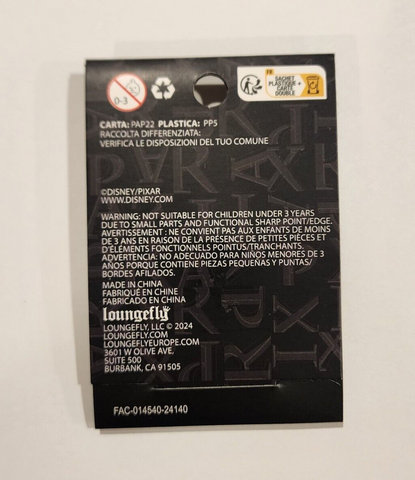 0-3
FR
SACHET
PLASTIQUE +
CARTE
DOUBLE
CARTA: PAP22 PLASTICA: PP5
RACCOLTA DIFFERENZIATA:
VERIFICA LE DISPOSIZIONI DEL TUO COMUNE
©DISNEY/PIXAR
WWW.DISNEY.COM
WARNING: NOT SUITABLE FOR CHILDREN UNDER 3 YEARS
DUE TO SMALL PARTS AND FUNCTIONAL SHARP POINT/EDGE.
AVERTISSEMENT : NE CONVIENT PAS AUX ENFANTS DE MOINS
DE 3 ANS EN RAISON DE LA PRÉSENCE DE PETITES PIÈCES ET
D'ÉLÉMENTS FONCTIONNELS POINTUS/TRANCHANTS.
ADVERTENCIA: NO ADECUADO PARA NIÑOS MENORES DE 3
AÑOS PORQUE CONTIENE PIEZAS PEQUEÑAS Y PUNTAS/
BORDES AFILADOS.
MADE IN CHINA
FABRIQUÉ EN CHINE
FABRICADO EN CHINA
loungefly
LOUNGEFLY, LLC © 2024
LOUNGEFLY.COM
LOUNGEFLYEUROPE.COM
3601 W OLIVE AVE.
SUITE 500
BURBANK, CA 91505
FAC-014540-24140